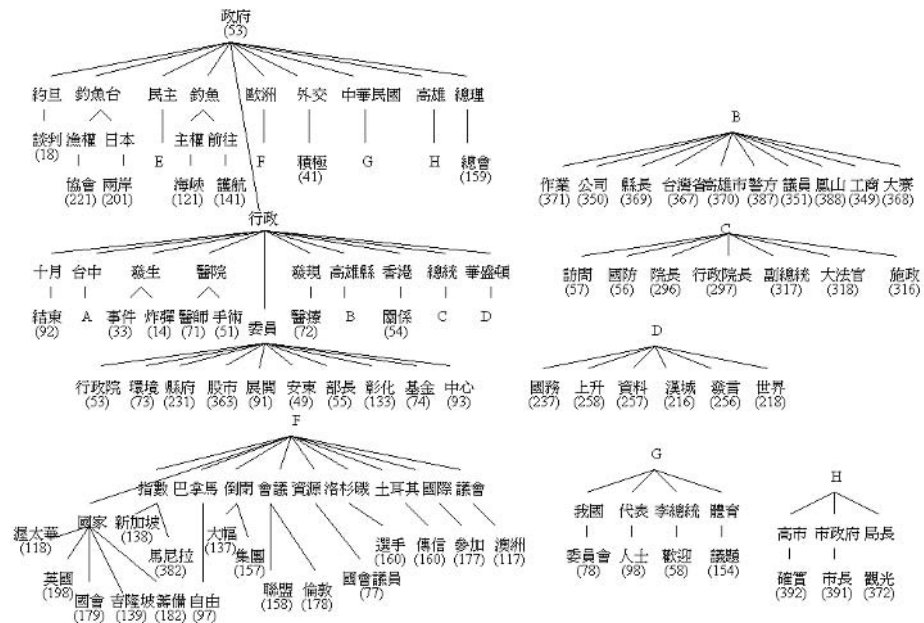 政府
(53)
約旦 釣魚台 民主 釣魚 歐洲 外交 中華民國 高雄 總理
談判 漁權 日本 E 主權 前往 F 積極 G H 總會
(18) (41) (159)
協會 兩岸 海峽 護航
(221) (201) (121) (141)
B
作業 公司 縣長 台灣省 高雄市 警方 議員 鳳山 工商 大寮
(371) (350) (369) (367) (370) (387) (351) (388) (349) (368)
行政
十月 台中 發生 醫院 發現 高雄縣 香港 總統 華盛頓
結束 A 事件 炸彈 醫師 手術 醫療 B 關係 C D
(92) (33) (14) (71) (51) (72) (54)
C
訪問 國防 院長 行政院長 副總統 大法官 施政
(57) (56) (296) (297) (317) (318) (316)
委員
行政院 環境 縣府 股市 展開 安東 部長 彰化 基金 中心
(53) (73) (231) (363) (91) (49) (55) (133) (74) (93)
D
國務 上升 資料 漢城 發言 世界
(237) (258) (257) (216) (256) (218)
F
指數 巴拿馬 倒閉 會議 資源 洛杉磯 土耳其 國際 議會
渥太華 國家 新加坡 大幅
(118) (138) (137)
馬尼拉 集團 選手 傳信 參加 澳洲
(382) (157) (160) (160) (177) (117)
英國 聯盟 倫敦 國會議員
(198) (158) (178) (77)
國會 吉隆坡 籌備 自由
(179) (139) (182) (97)
G
我國 代表 李總統 體育
委員會 人士 歡迎 議題
(78) (98) (58) (154)
H
高市 市政府 局長
確實 市長 觀光
(392) (391) (372)